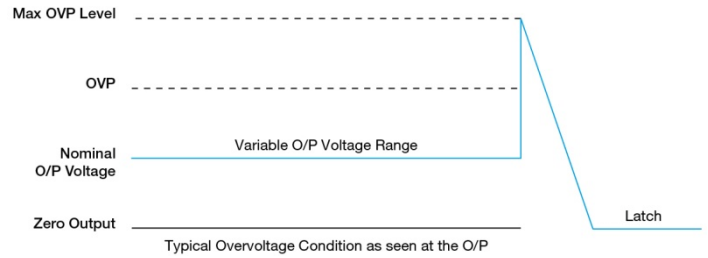 Max OVP Level
OVP
Variable O/P Voltage Range
Nominal
O/P Voltage
Zero Output
Latch
Typical Overvoltage Condition as seen at the O/P